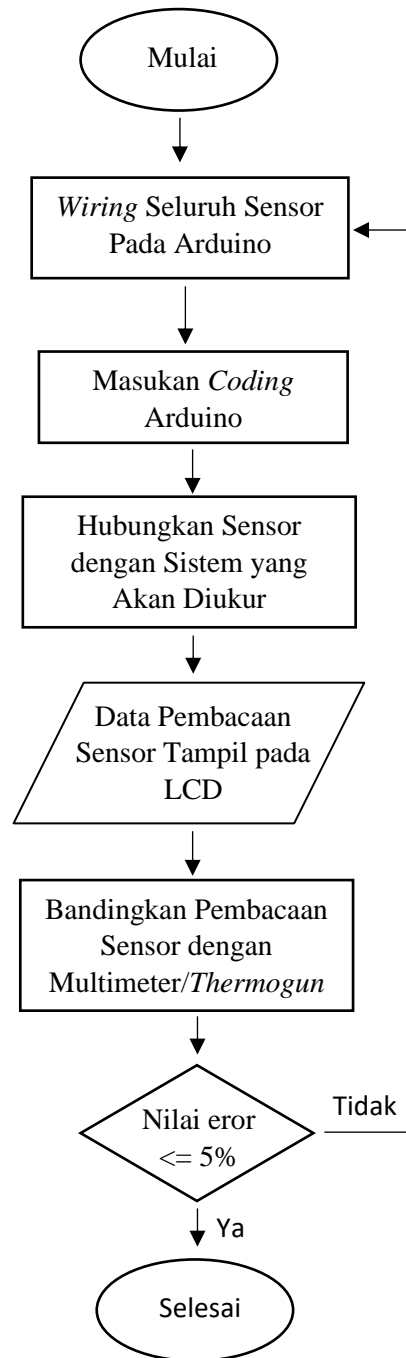 Mulai
Wiring Seluruh Sensor
Pada Arduino
Masukan Coding
Arduino
Hubungkan Sensor
dengan Sistem yang
Akan Diukur
Data Pembacaan
Sensor Tampil pada
LCD
Bandingkan Pembacaan
Sensor dengan
Multimeter/Thermogun
Nilai eror
<= 5%
Tidak
Ya
Selesai